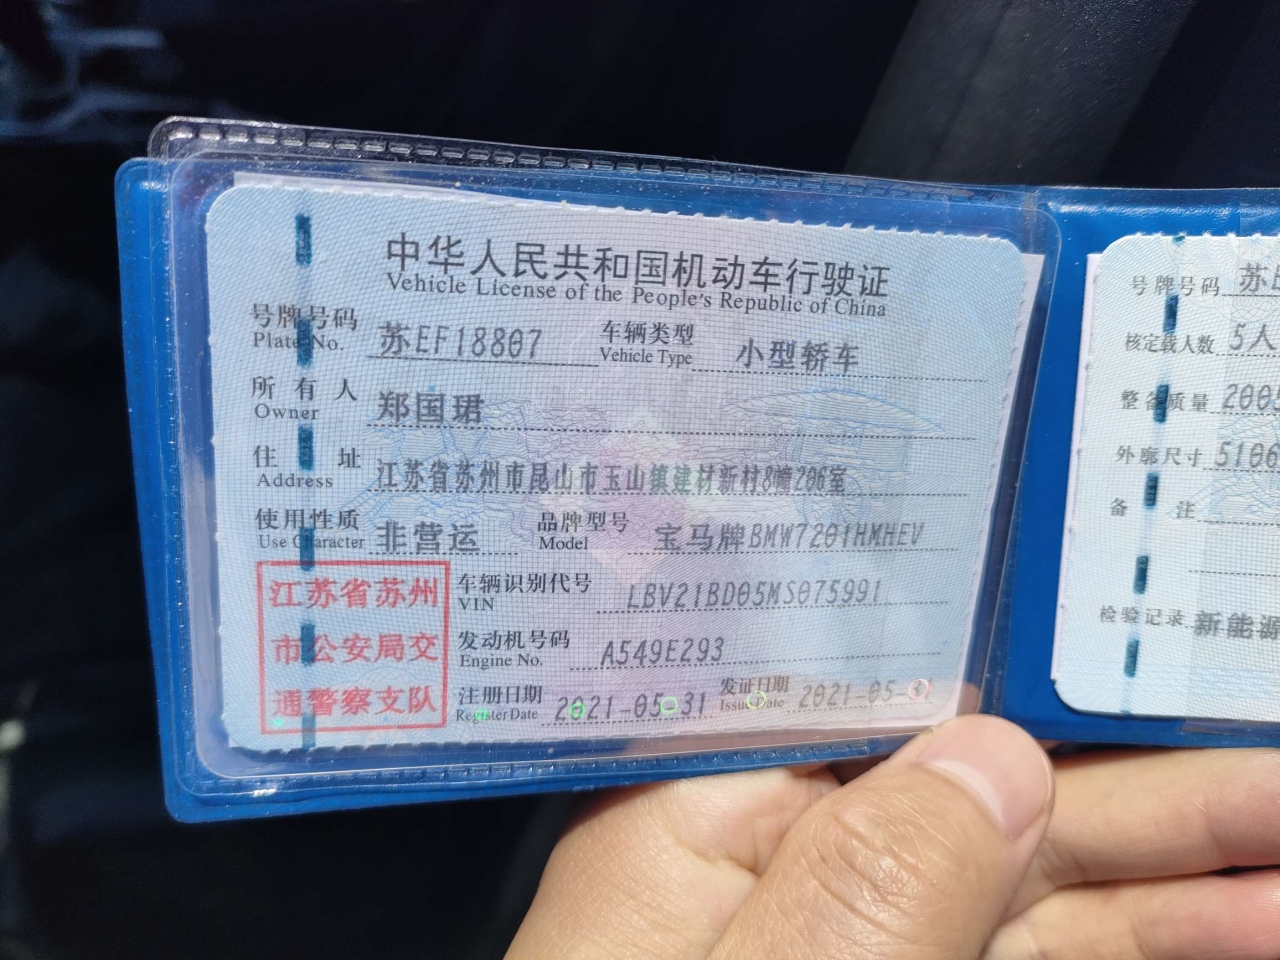 中华人民共和国机动车行驶证
Vehicle License of the People's Republic of China
号牌号码 苏EF18807 车辆类型 小型轿车
Plate No. Vehicle Type
所有人 郑国珺
Owner
住址 江苏省苏州市昆山市玉山镇建材新村8幢206室
Address
使用性质 非营运 品牌型号 宝马牌BMW7201HMHEV
Use Character Model
江苏省苏州
市公安局交
通警察支队
车辆识别代号 LBV21BD05MS075991
VIN
发动机号码 A549E293
Engine No.
注册日期 2021-05-31 发证日期 2021-05-
Register Date Issue Date
号牌号码 苏
核定载人数 5人
整备质量 200
外廓尺寸 5106
备注
检验记录 新能源